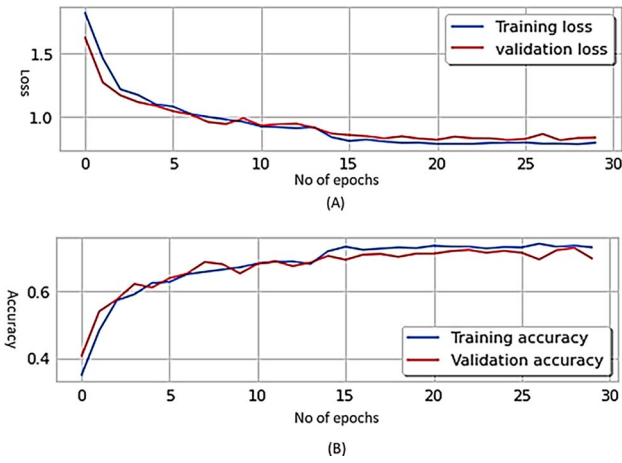 Training loss
validation loss
1.5
1.0
Loss
0
5
10
15
20
25
30
No of epochs
(A)
0.6
0.4
Accuracy
Training accuracy
Validation accuracy
0
5
10
15
20
25
30
No of epochs
(B)